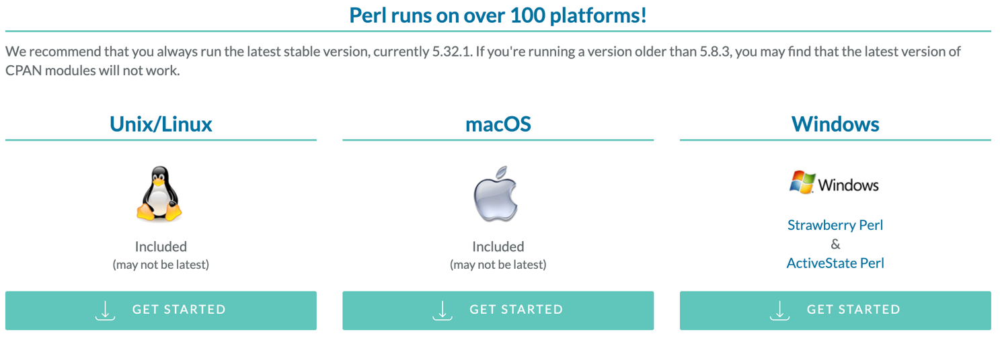 Perl runs on over 100 platforms!
We recommend that you always run the latest stable version, currently 5.32.1. If you're running a version older than 5.8.3, you may find that the latest version of
CPAN modules will not work.
Unix/Linux
macOS
Windows
Windows
Included
(may not be latest)
Included
(may not be latest)
Strawberry Perl
&
ActiveState Perl
GET STARTED
GET STARTED
GET STARTED